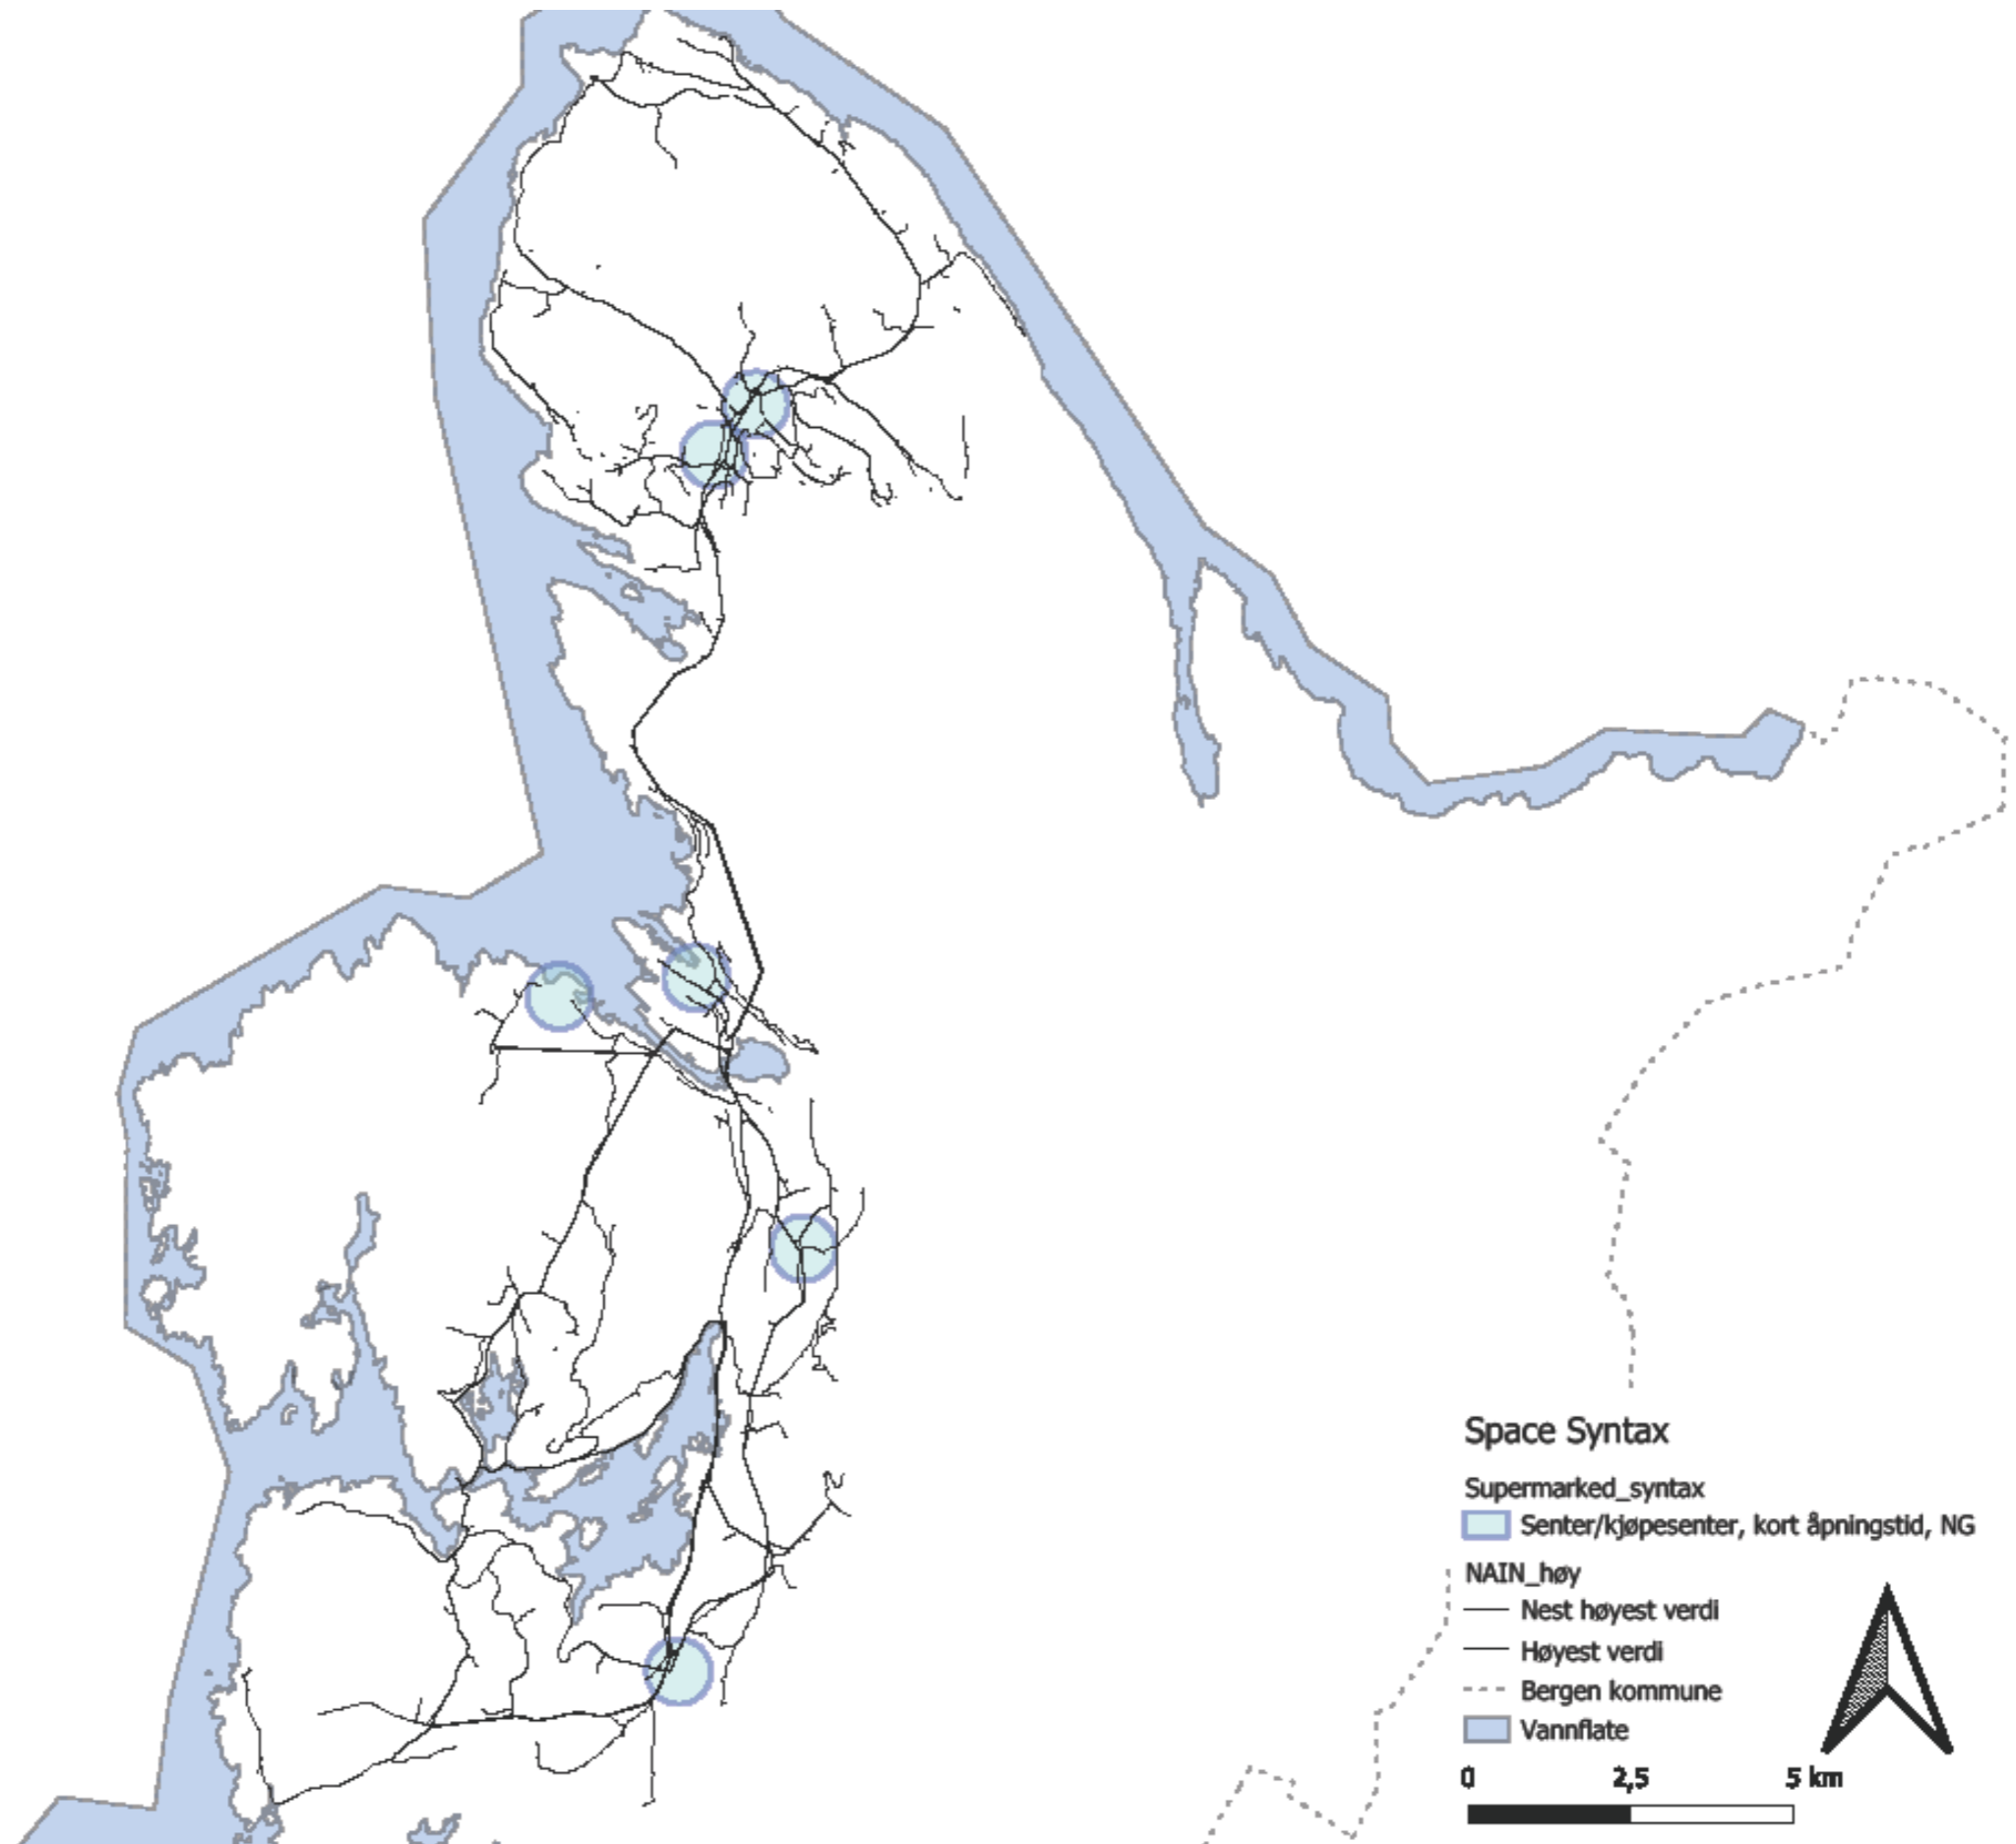 Space Syntax
Supermarked_syntax
Senter/kjøpesenter, kort åpningstid, NG
NAIN_høy
Nest høyest verdi
Høyest verdi
Bergen kommune
Vannflate
0 2,5 5 km